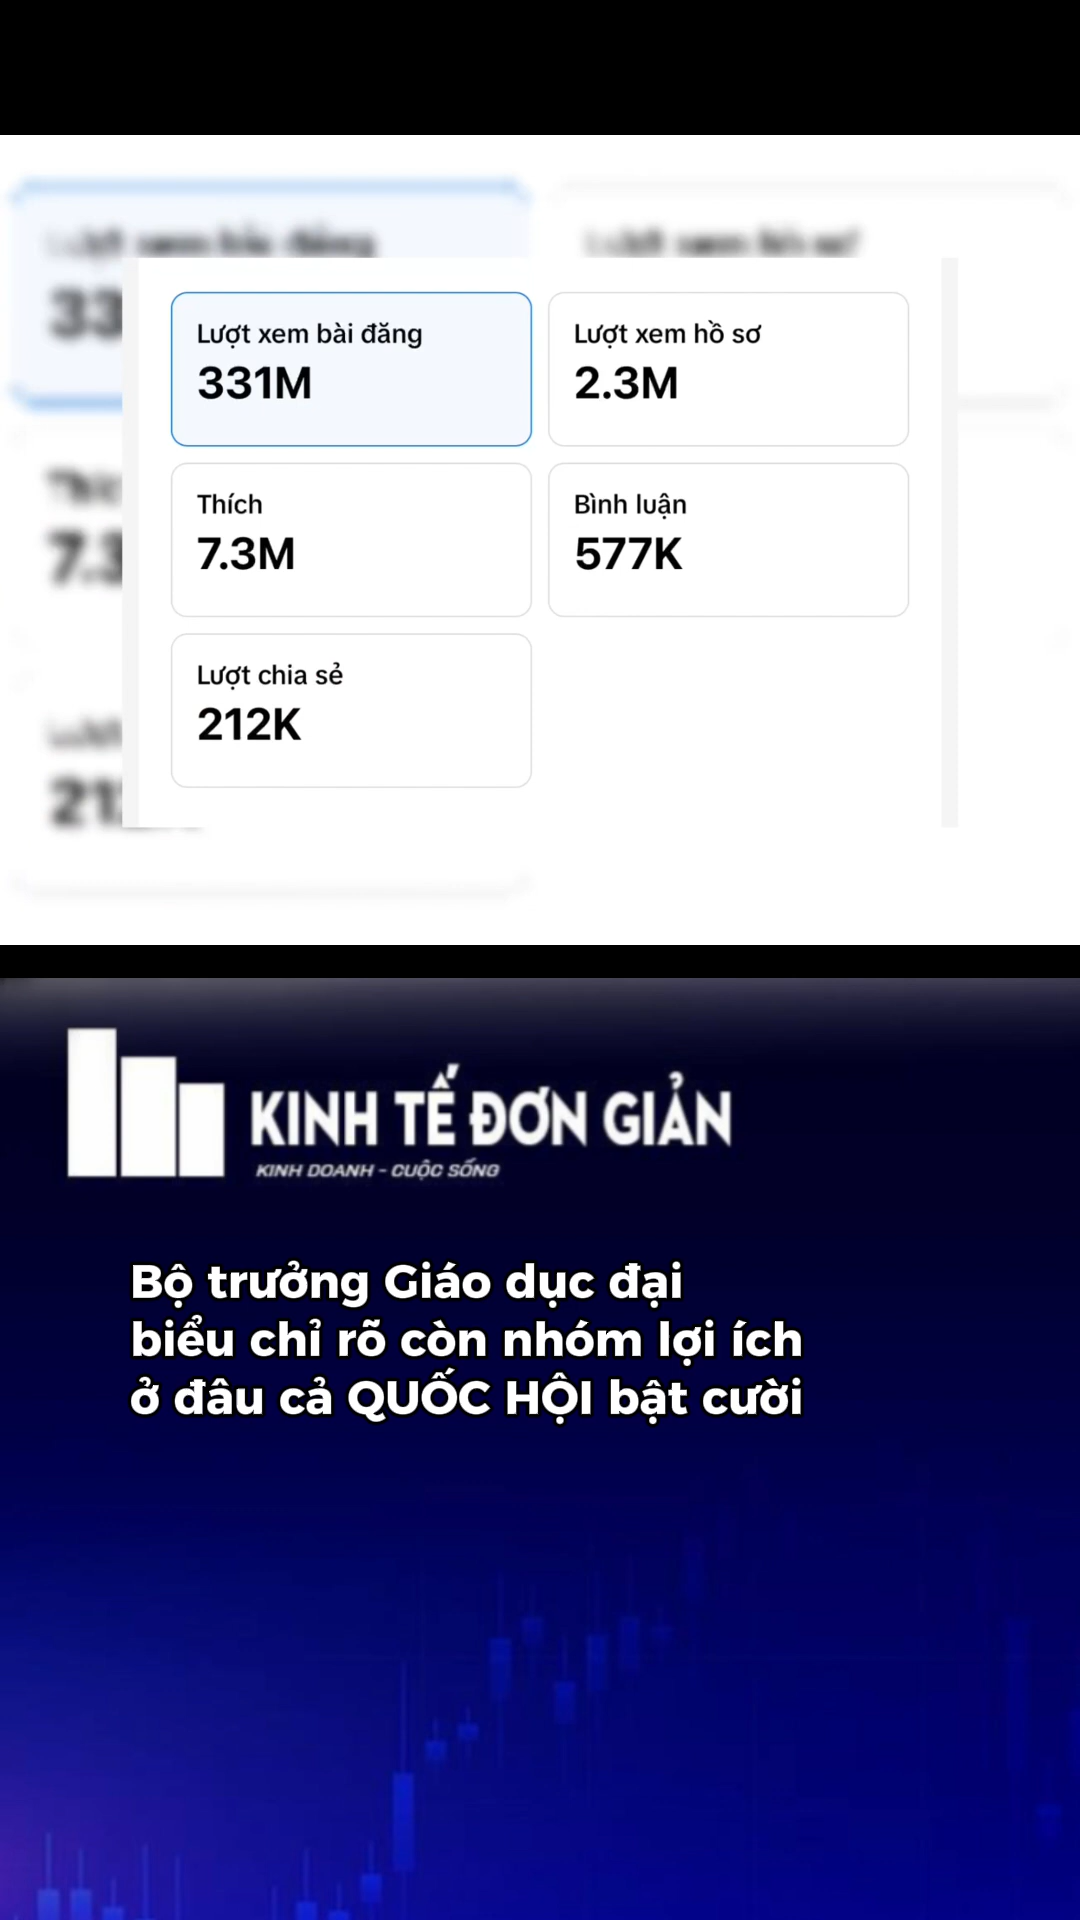 Lượt xem bài đăng
331M
Lượt xem hồ sơ
2.3M
Thích
7.3M
Bình luận
577K
Lượt chia sẻ
212K
KINH TẾ ĐƠN GIẢN
KINH DOANH - CUỘC SỐNG
Bộ trưởng Giáo dục đại
biểu chỉ rõ còn nhóm lợi ích
ở đâu cả QUỐC HỘI bật cười